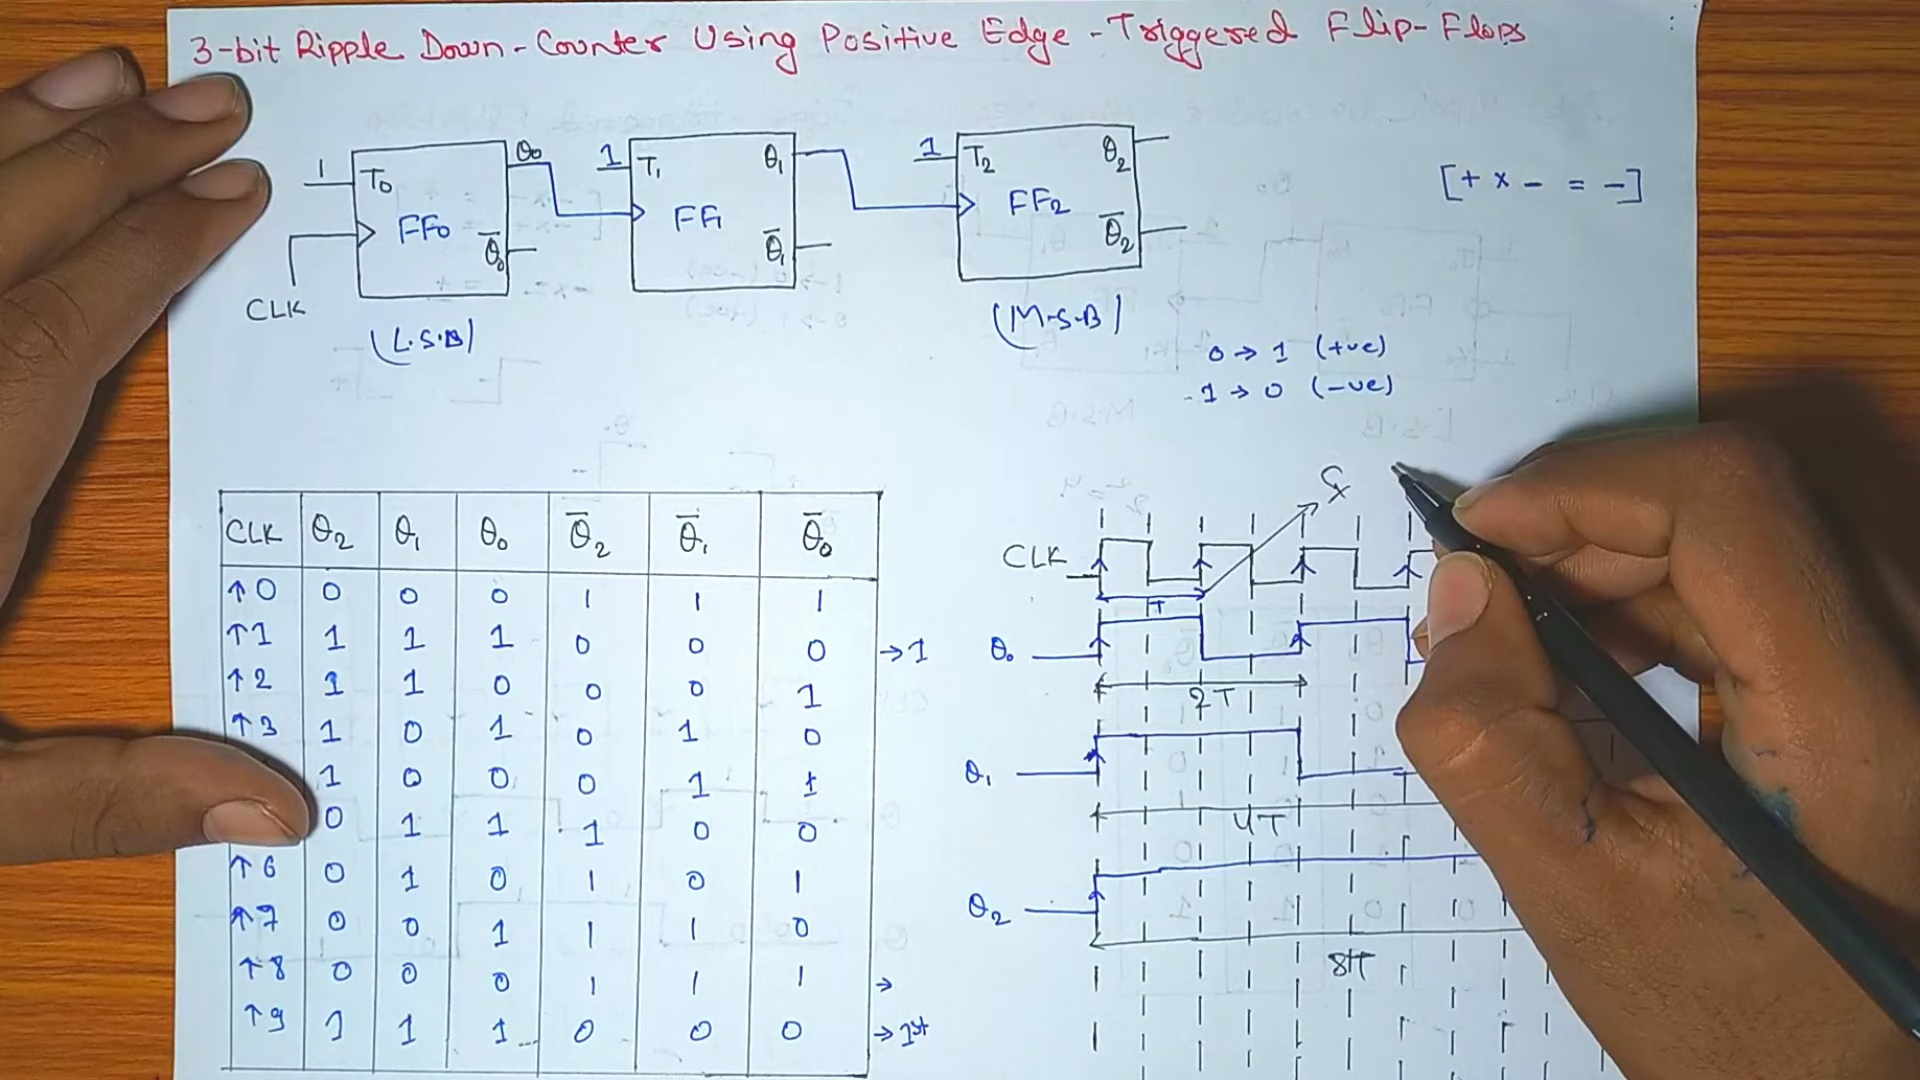 3-bit Ripple Down-Counter Using Positive Edge-Triggered Flip-Flops
1 T0 Q0 FF0 Q̅0 CLK
(L.S.B)
1 T1 Q1 FF1 Q̅1
1 T2 Q2 FF2 Q̅2
(M.S.B)
[+ x - = -]
0 → 1 (+ve)
1 → 0 (-ve)
CLK Q2 Q1 Q0 Q̅2 Q̅1 Q̅0
↑0 0 0 0 1 1 1
↑1 1 1 1 0 0 0 →1
↑2 1 1 0 0 0 1
↑3 1 0 1 0 1 0
1 0 0 0 1 1
0 1 1 1 0 0
↑6 0 1 0 1 0 1
↑7 0 0 1 1 1 0
↑8 0 0 0 1 1 1 →
↑9 1 1 1 0 0 0 →1st
CLK
T
Q0
2T
Q1
4T
Q2
8T